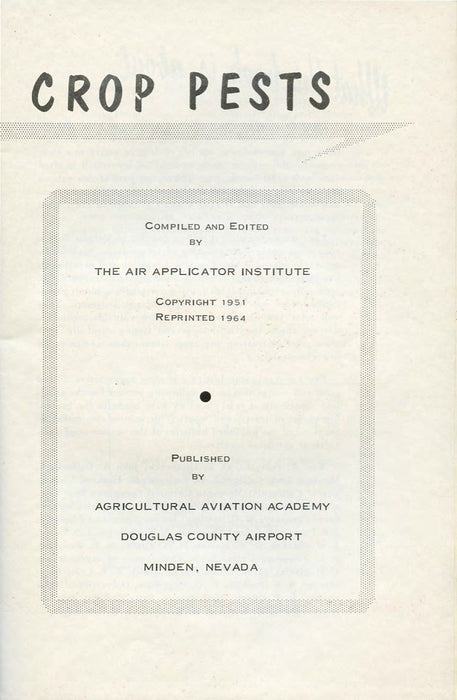 CROP PESTS
COMPILED AND EDITED
BY
THE AIR APPLICATOR INSTITUTE
COPYRIGHT 1951
REPRINTED 1964
PUBLISHED
BY
AGRICULTURAL AVIATION ACADEMY
DOUGLAS COUNTY AIRPORT
MINDEN, NEVADA